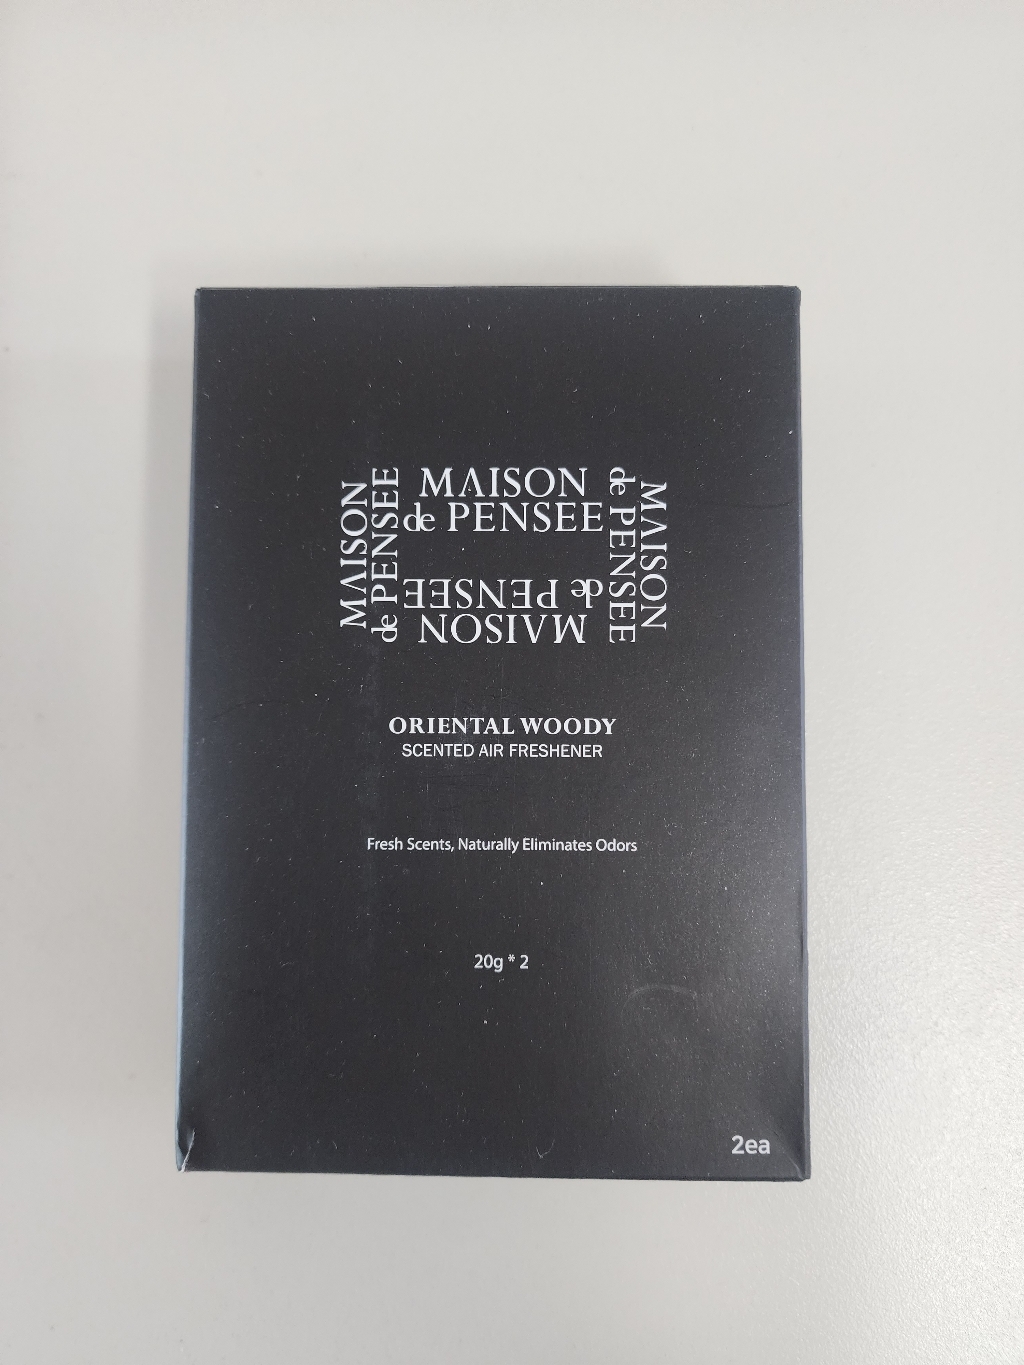 MAISON
de PENSEE
MAISON
de PENSEE
MAISON
de PENSEE
MAISON
de PENSEE
ORIENTAL WOODY
SCENTED AIR FRESHENER
Fresh Scents, Naturally Eliminates Odors
20g * 2
2ea